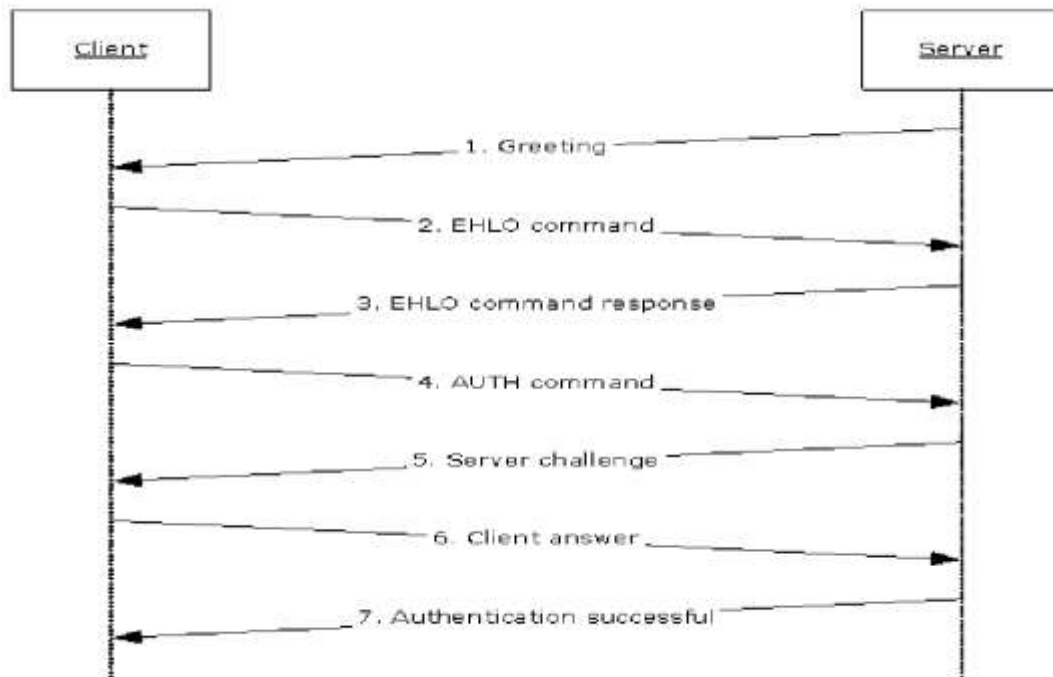 Client
Server
1. Greeting
2. EHLO command
3. EHLO command response
4. AUTH command
5. Server challenge
6. Client answer
7. Authentication successful